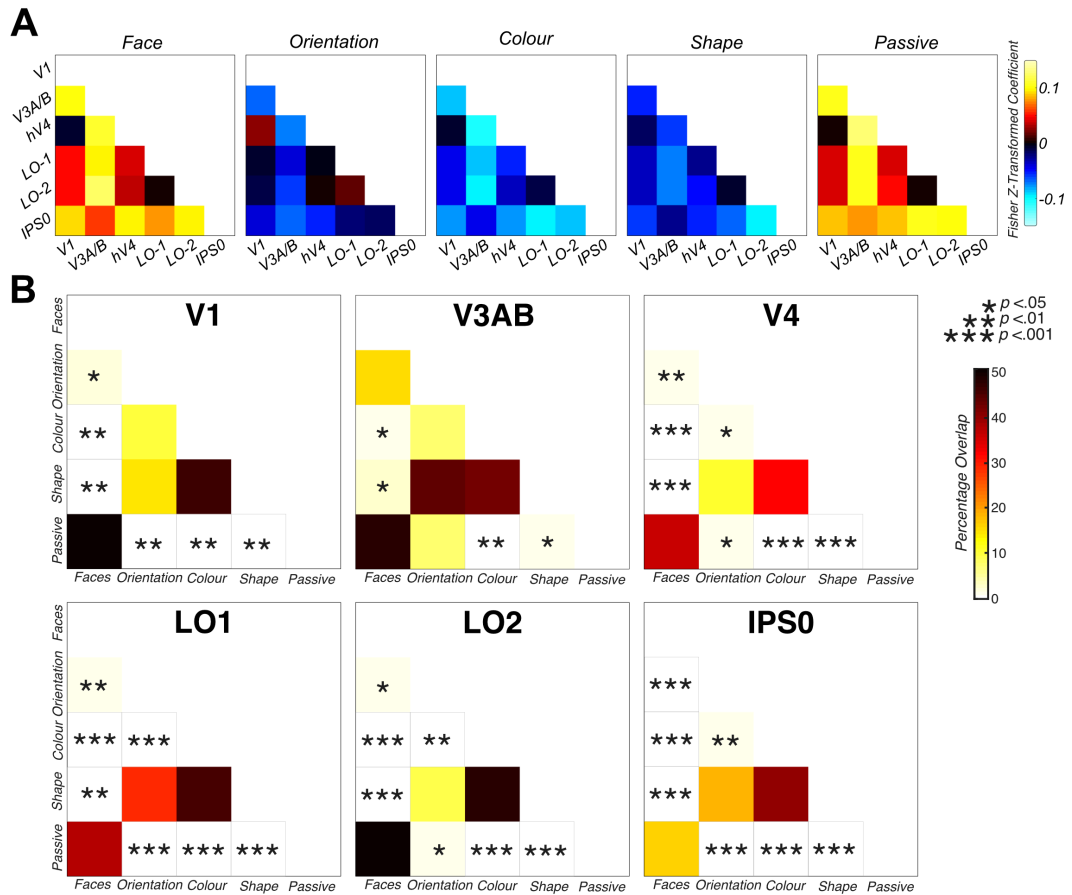 A
Face
Orientation
Colour
Shape
Passive
V1
V3A/B
hV4
LO-1
LO-2
IPS0
V1
V3A/B
hV4
LO-1
LO-2
IPS0
V1
V3A/B
hV4
LO-1
LO-2
IPS0
V1
V3A/B
hV4
LO-1
LO-2
IPS0
V1
V3A/B
hV4
LO-1
LO-2
IPS0
V1
V3A/B
hV4
LO-1
LO-2
IPS0
0.1
0
-0.1
Fisher Z-Transformed Coefficient
B
V1
V3AB
V4
* p <.05
** p <.01
*** p <.001
Faces
Orientation
Colour
Shape
Passive
*
**
**
** ** **
*
*
** *
**
*** *
***
* *** ***
Faces Orientation Colour Shape Passive
Faces Orientation Colour Shape Passive
Faces Orientation Colour Shape Passive
50
40
30
20
10
0
Percentage Overlap
LO1
LO2
IPS0
Faces
Orientation
Colour
Shape
Passive
**
*** ***
**
*** *** ***
*
*** **
***
* *** ***
***
*** **
***
*** *** ***
Faces Orientation Colour Shape Passive
Faces Orientation Colour Shape Passive
Faces Orientation Colour Shape Passive